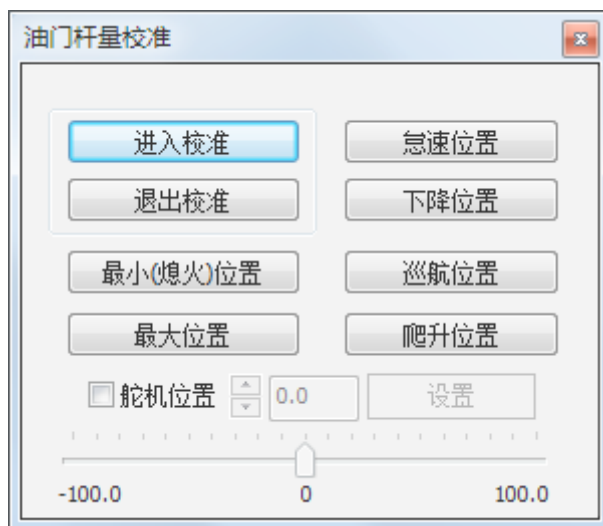 油门杆量校准
进入校准
怠速位置
退出校准
下降位置
最小(熄火)位置
巡航位置
最大位置
爬升位置
舵机位置 0.0 设置
-100.0 0 100.0